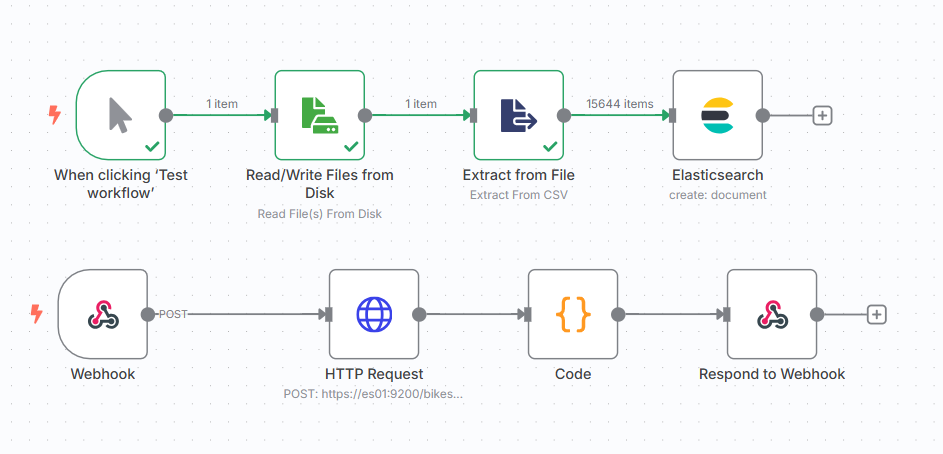 1 item
1 item
15644 items
When clicking ‘Test
workflow’
Read/Write Files from
Disk
Read File(s) From Disk
Extract from File
Extract From CSV
Elasticsearch
create: document
POST
Webhook
HTTP Request
POST: https://es01:9200/bikes...
Code
Respond to Webhook